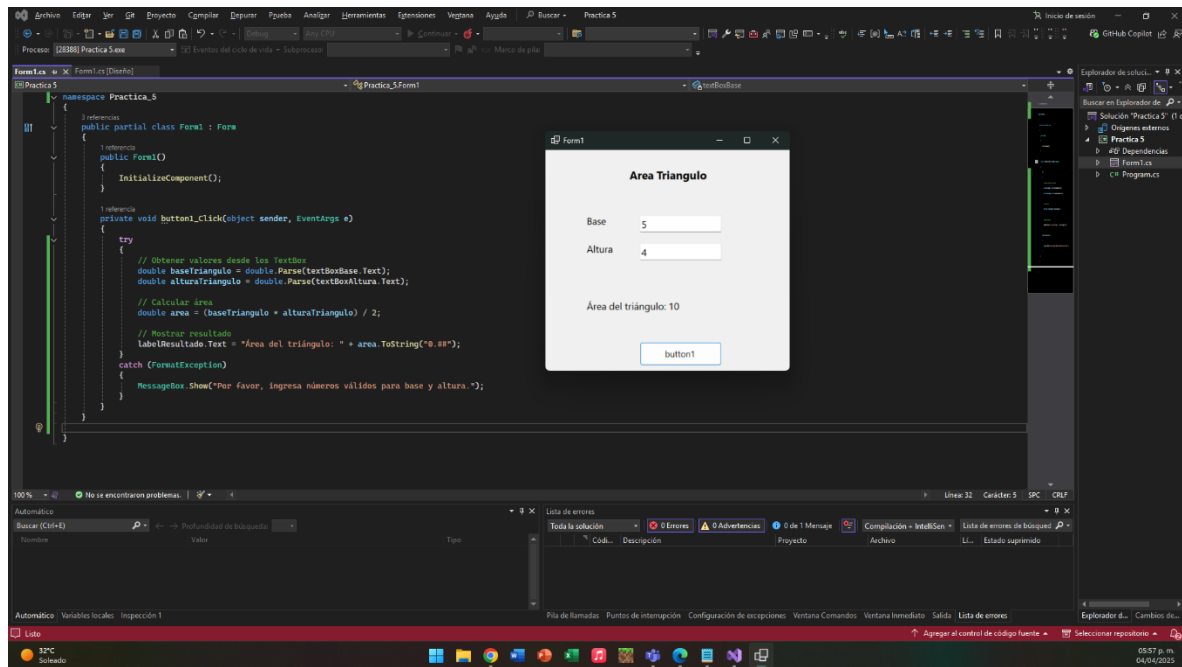 Archivo Editar Ver Git Proyecto Compilar Depurar Prueba Analizar Herramientas Extensiones Ventana Ayuda Buscar Practica 5 Inicio de sesión
Debug Any CPU Continuar GitHub Copilot
Proceso: [28388] Practica 5.exe Eventos del ciclo de vida Subproceso: Marco de pila:
Form1.cs Form1.cs [Diseño]
Practica 5 Practica_5.Form1 textBoxBase
namespace Practica_5
{
3 referencias
public partial class Form1 : Form
{
1 referencia
public Form1()
{
InitializeComponent();
}
1 referencia
private void button1_Click(object sender, EventArgs e)
{
try
{
// Obtener valores desde los TextBox
double baseTriangulo = double.Parse(textBoxBase.Text);
double alturaTriangulo = double.Parse(textBoxAltura.Text);
// Calcular área
double area = (baseTriangulo * alturaTriangulo) / 2;
// Mostrar resultado
labelResultado.Text = "Área del triángulo: " + area.ToString("0.##");
}
catch (FormatException)
{
MessageBox.Show("Por favor, ingresa números válidos para base y altura.");
}
}
}
}
Form1
Area Triangulo
Base 5
Altura 4
Área del triángulo: 10
button1
Explorador de soluci...
Buscar en Explorador de
Solución "Practica 5" (1 c
Orígenes externos
Practica 5
Dependencias
Form1.cs
C# Program.cs
100 % No se encontraron problemas. Línea: 32 Carácter: 5 SPC CRLF
Automático
Buscar (Ctrl+E) Profundidad de búsqueda:
Nombre Valor Tipo
Automático Variables locales Inspección 1
Lista de errores
Toda la solución 0 Errores 0 Advertencias 0 de 1 Mensaje Compilación + IntelliSen Lista de errores de búsqued
Códi... Descripción Proyecto Archivo Lí... Estado suprimido
Pila de llamadas Puntos de interrupción Configuración de excepciones Ventana Comandos Ventana Inmediato Salida Lista de errores
Explorador d... Cambios de...
Listo Agregar al control de código fuente Seleccionar repositorio
32°C
Soleado
05:57 p. m.
04/04/2025